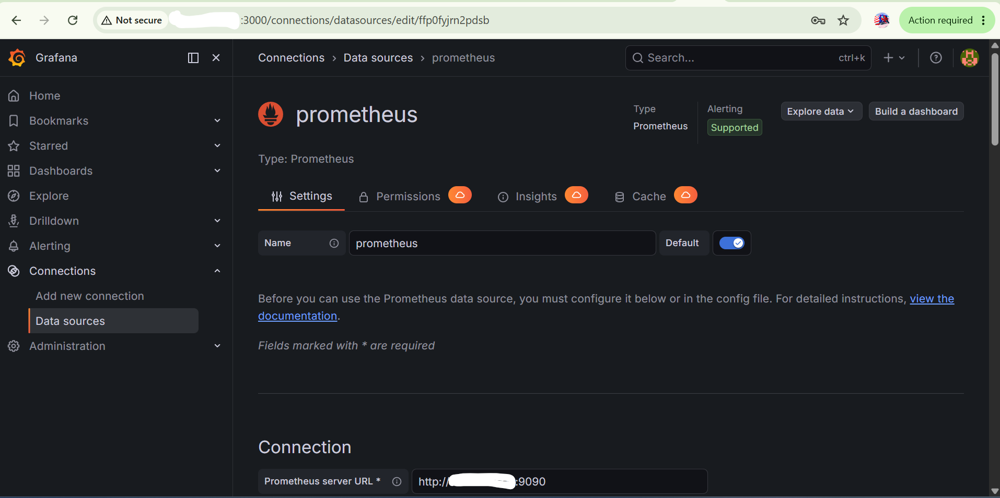 Not secure :3000/connections/datasources/edit/ffp0fyjrn2pdsb Action required
Grafana
Connections › Data sources › prometheus
Search... ctrl+k
Home
Bookmarks
Starred
Dashboards
Explore
Drilldown
Alerting
Connections
Add new connection
Data sources
Administration
prometheus
Type
Prometheus
Alerting
Supported
Explore data
Build a dashboard
Type: Prometheus
Settings Permissions Insights Cache
Name prometheus Default
Before you can use the Prometheus data source, you must configure it below or in the config file. For detailed instructions, view the
documentation.
Fields marked with * are required
Connection
Prometheus server URL * http:// :9090